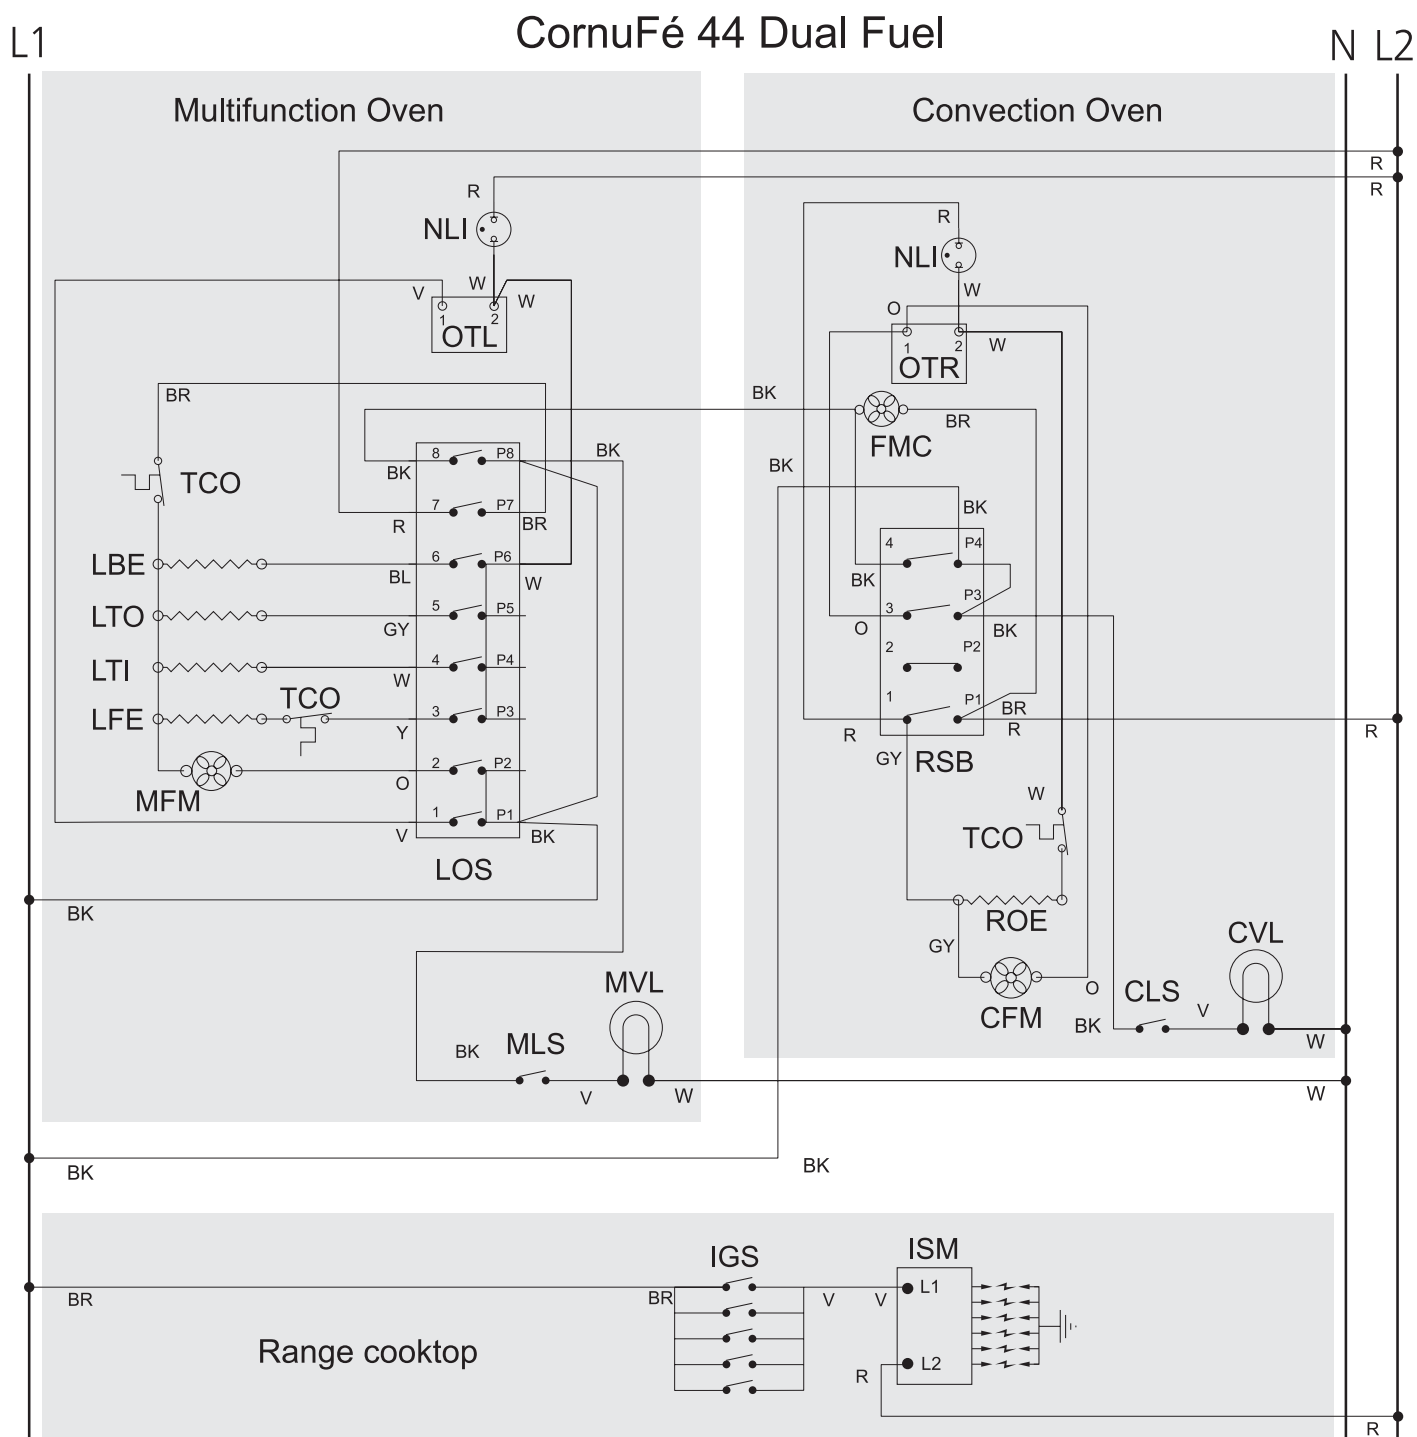 CornuFé 44 Dual Fuel
L1
N L2
Multifunction Oven
Convection Oven
R
R
R
NLI
V
W
W
1
2
OTL
R
NLI
W
O
1
2
W
OTR
BR
TCO
BK
FMC
BR
BK
8
P8
BK
BK
7
P7
R
BR
LBE
6
P6
BL
W
LTO
5
P5
GY
LTI
4
P4
W
LFE
TCO
3
P3
Y
MFM
2
P2
O
1
P1
V
BK
LOS
BK
4
P4
BK
3
P3
O
BK
2
P2
1
P1
BR
R
R
R
GY
RSB
W
TCO
ROE
GY
CFM
O
BK
CLS
V
CVL
W
BK
MVL
BK
MLS
V
W
W
BK
BK
Range cooktop
BR
BR
IGS
V
V
ISM
L1
L2
R
R